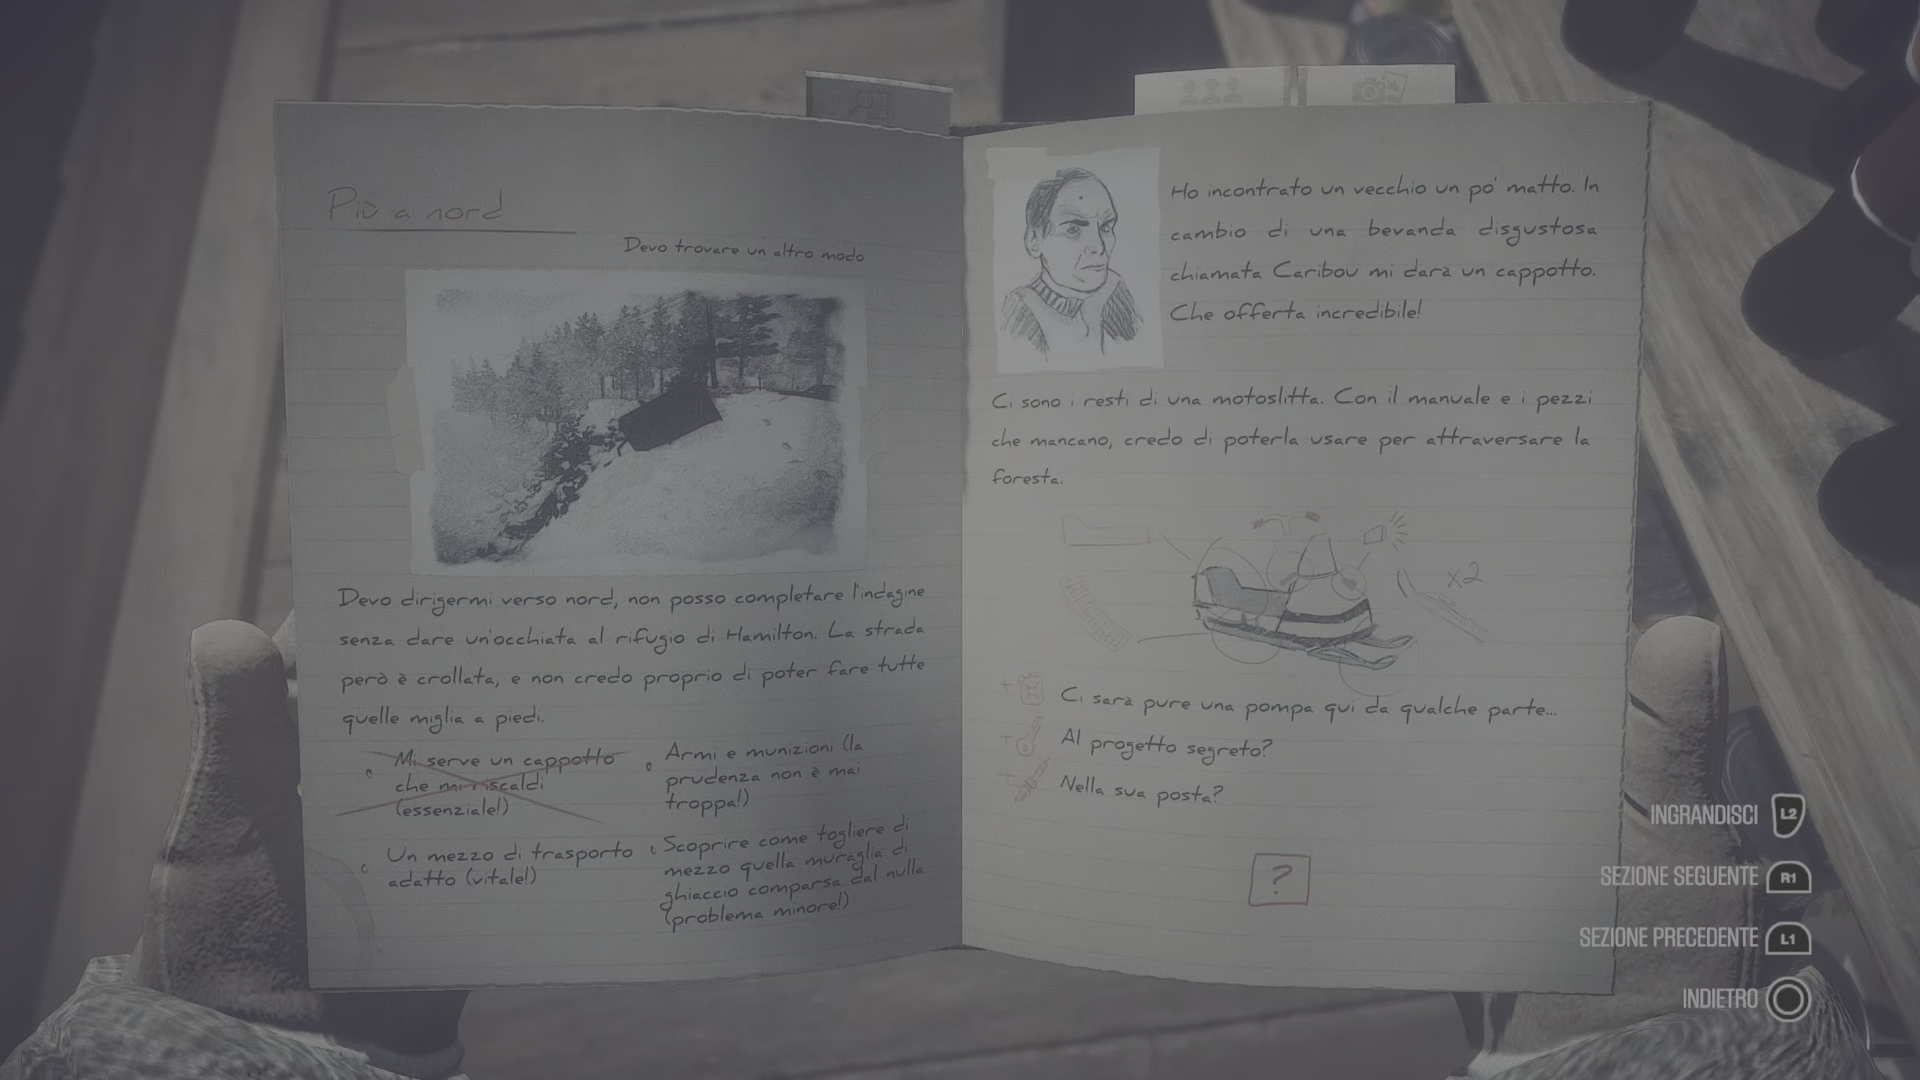 Più a nord
Devo trovare un altro modo
Devo dirigermi verso nord, non posso completare l'indagine
senza dare un'occhiata al rifugio di Hamilton. La strada
però è crollata, e non credo proprio di poter fare tutte
quelle miglia a piedi.
Mi serve un cappotto
che mi riscaldi
(essenziale!)
Un mezzo di trasporto
adatto (vitale!)
Armi e munizioni (la
prudenza non è mai
troppa!)
Scoprire come togliere di
mezzo quella muraglia di
ghiaccio comparsa dal nulla
(problema minore!)
Ho incontrato un vecchio un po' matto. In
cambio di una bevanda disgustosa
chiamata Caribou mi darà un cappotto.
Che offerta incredibile!
Ci sono i resti di una motoslitta. Con il manuale e i pezzi
che mancano, credo di poterla usare per attraversare la
foresta.
x2
Ci sarà pure una pompa qui da qualche parte...
Al progetto segreto?
Nella sua posta?
?
INGRANDISCI L2
SEZIONE SEGUENTE R1
SEZIONE PRECEDENTE L1
INDIETRO